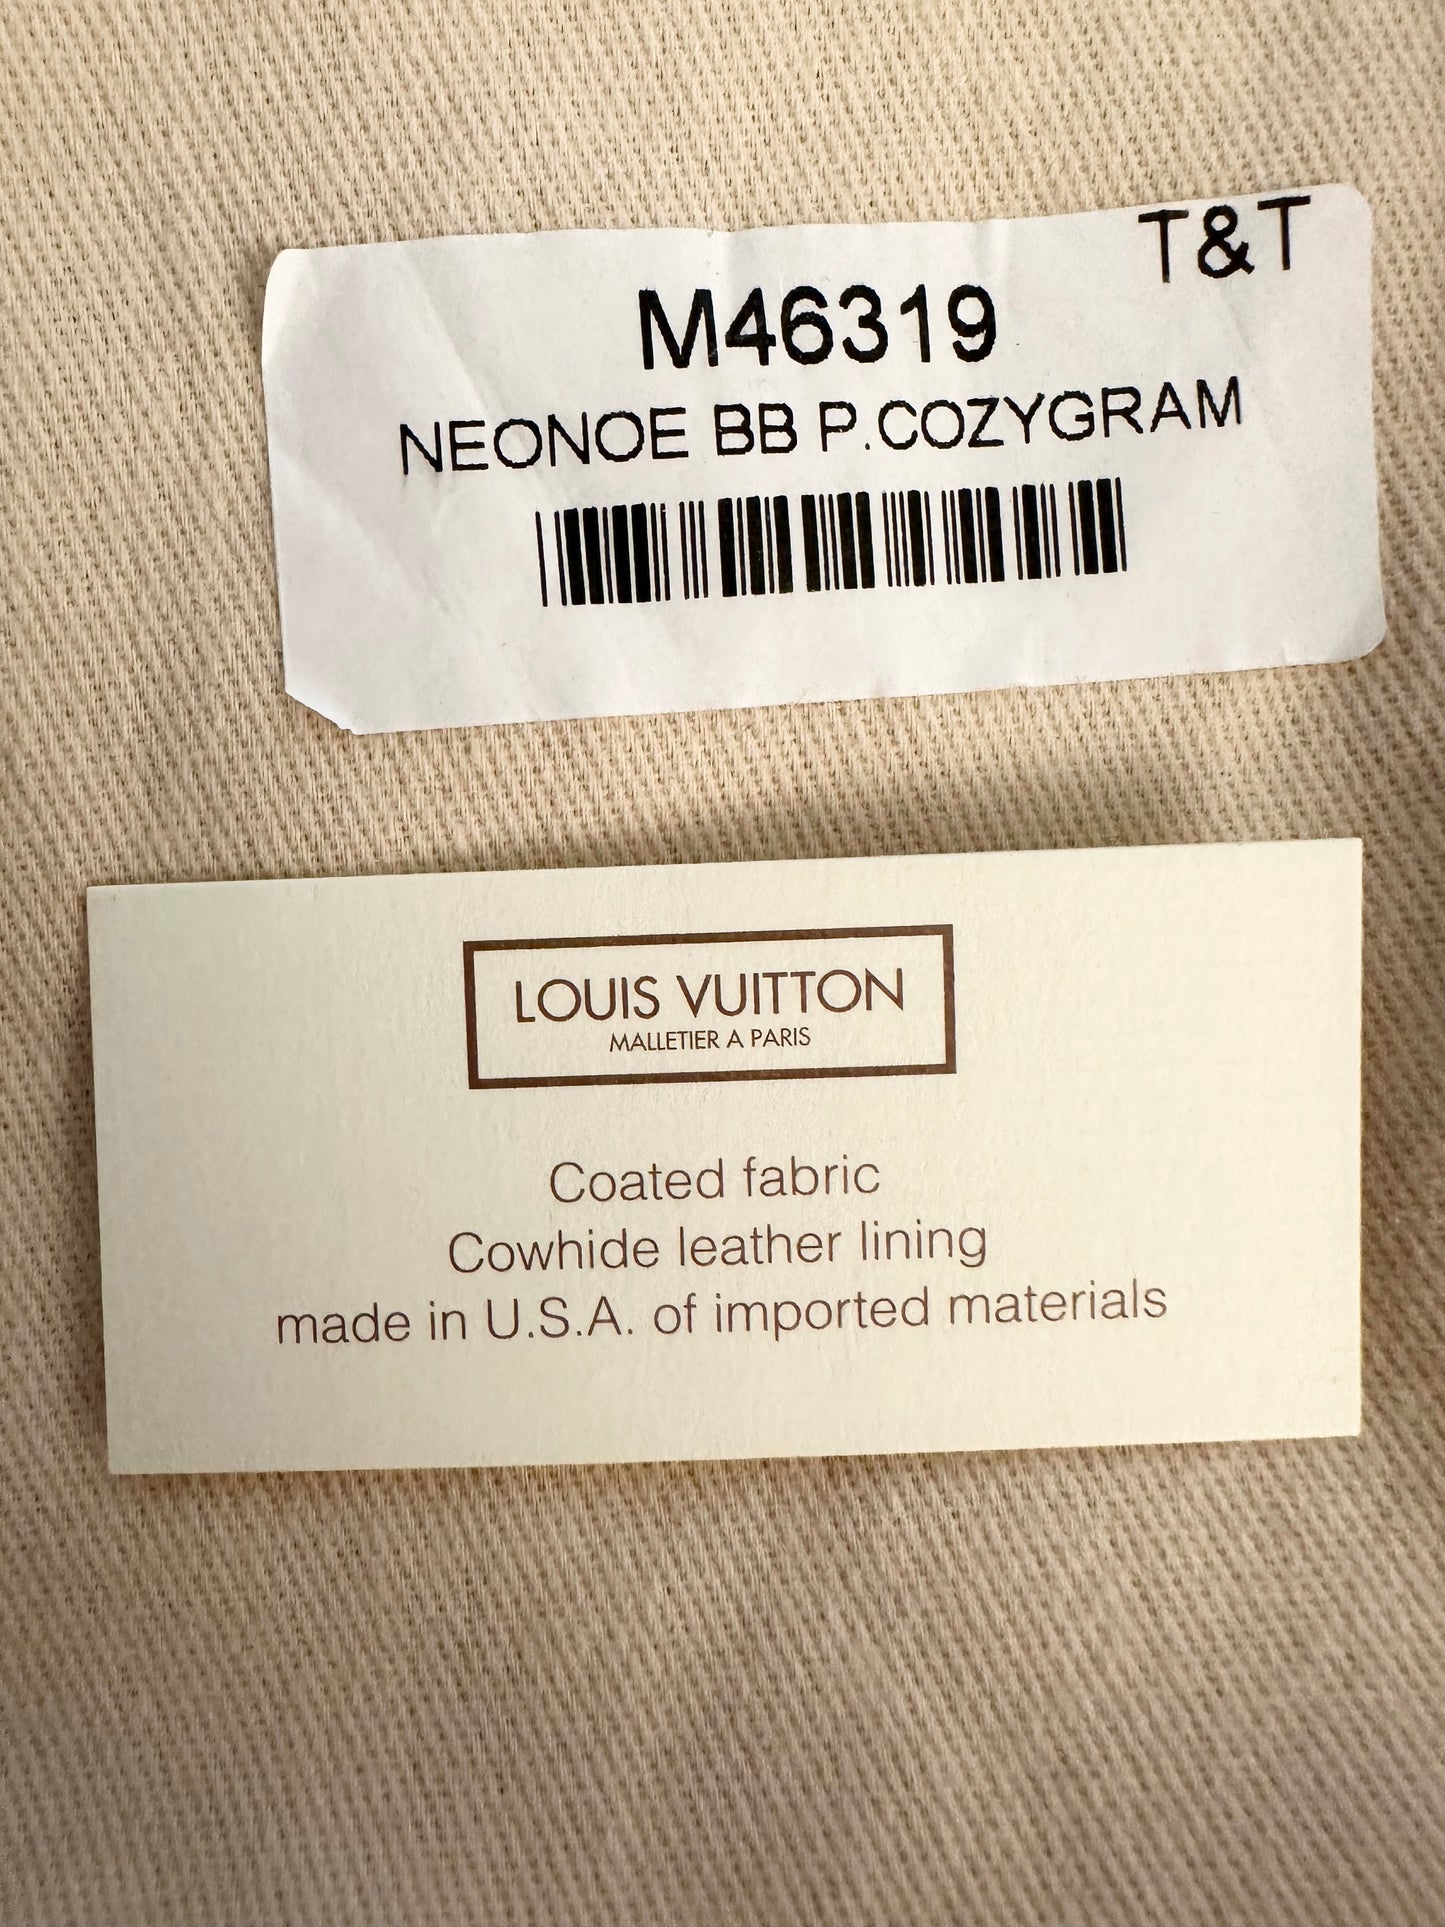 T&T
M46319
NEONOE BB P.COZYGRAM
LOUIS VUITTON
MALLETIER A PARIS
Coated fabric
Cowhide leather lining
made in U.S.A. of imported materials